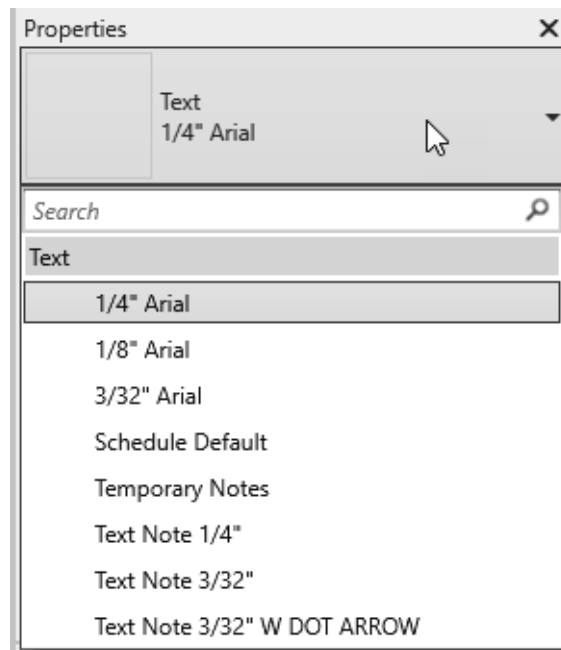 Properties
Text
1/4" Arial
Search
Text
1/4" Arial
1/8" Arial
3/32" Arial
Schedule Default
Temporary Notes
Text Note 1/4"
Text Note 3/32"
Text Note 3/32" W DOT ARROW